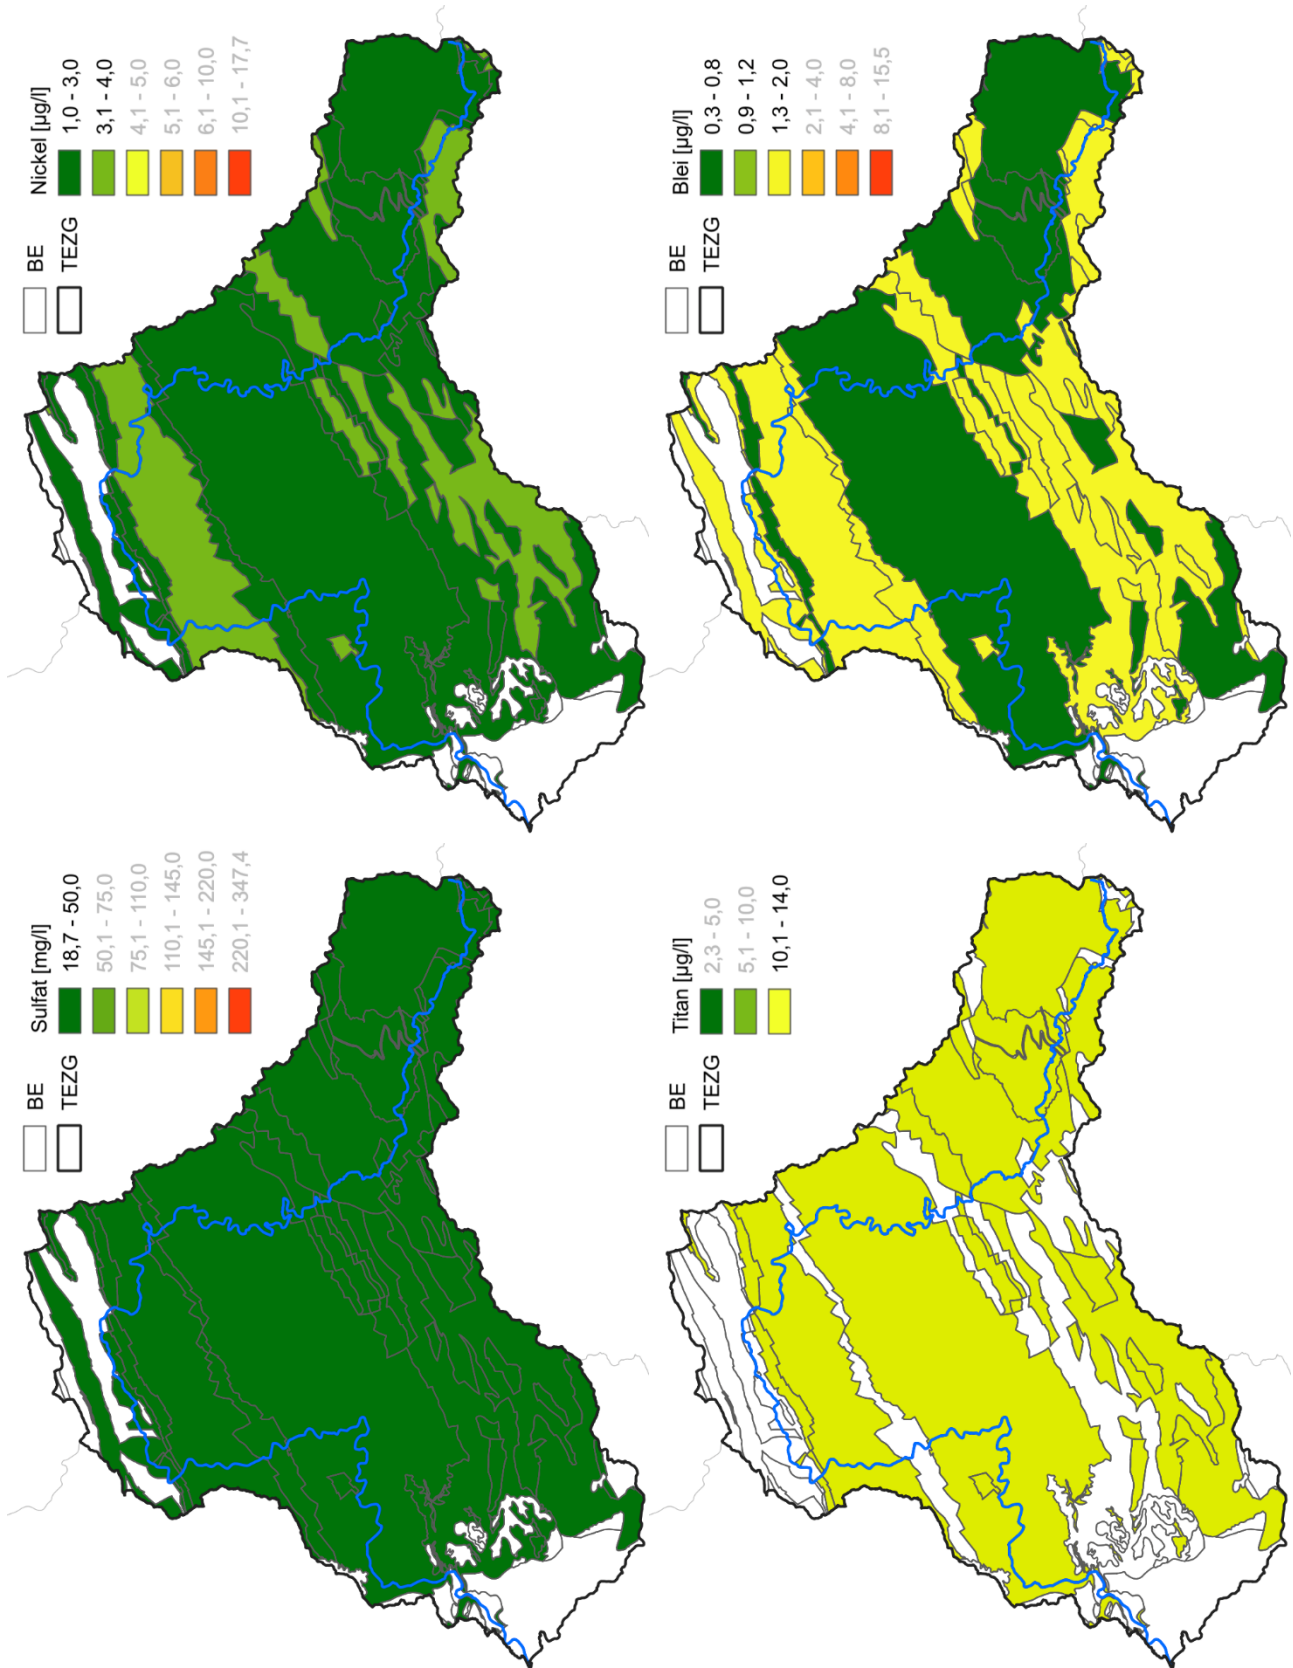 BE
TEZG
Sulfat [mg/l]
18,7 - 50,0
50,1 - 75,0
75,1 - 110,0
110,1 - 145,0
145,1 - 220,0
220,1 - 347,4
BE
TEZG
Nickel [µg/l]
1,0 - 3,0
3,1 - 4,0
4,1 - 5,0
5,1 - 6,0
6,1 - 10,0
10,1 - 17,7
BE
TEZG
Titan [µg/l]
2,3 - 5,0
5,1 - 10,0
10,1 - 14,0
BE
TEZG
Blei [µg/l]
0,3 - 0,8
0,9 - 1,2
1,3 - 2,0
2,1 - 4,0
4,1 - 8,0
8,1 - 15,5